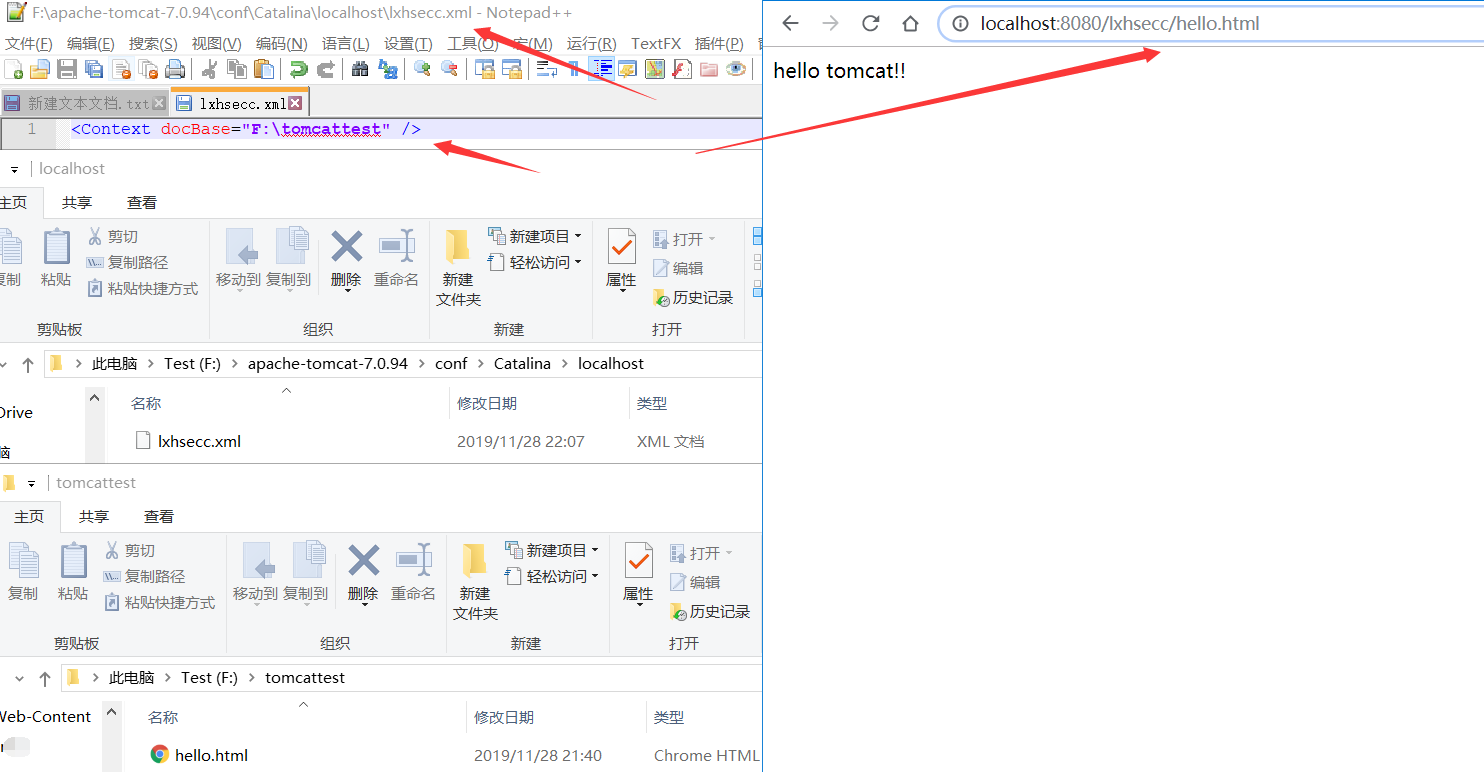 F:\apache-tomcat-7.0.94\conf\Catalina\localhost\lxhsecc.xml - Notepad++
文件(F) 编辑(E) 搜索(S) 视图(V) 编码(N) 语言(L) 设置(T) 工具(O) 宏(M) 运行(R) TextFX 插件(P)
新建文本文档.txt lxhsecc.xml
1 <Context docBase="F:\tomcattest" />
localhost
主页 共享 查看
剪切
复制路径
粘贴快捷方式
复制 粘贴
剪贴板
移动到 复制到 删除 重命名
组织
新建项目
轻松访问
新建
文件夹
新建
属性
打开
编辑
历史记录
打开
此电脑 > Test (F:) > apache-tomcat-7.0.94 > conf > Catalina > localhost
Drive
脑
名称 修改日期 类型
lxhsecc.xml 2019/11/28 22:07 XML 文档
tomcattest
主页 共享 查看
剪切
复制路径
粘贴快捷方式
复制 粘贴
剪贴板
移动到 复制到 删除 重命名
组织
新建项目
轻松访问
新建
文件夹
新建
属性
打开
编辑
历史记录
打开
此电脑 > Test (F:) > tomcattest
Web-Content
名称 修改日期 类型
hello.html 2019/11/28 21:40 Chrome HTML
localhost:8080/lxhsecc/hello.html
hello tomcat!!